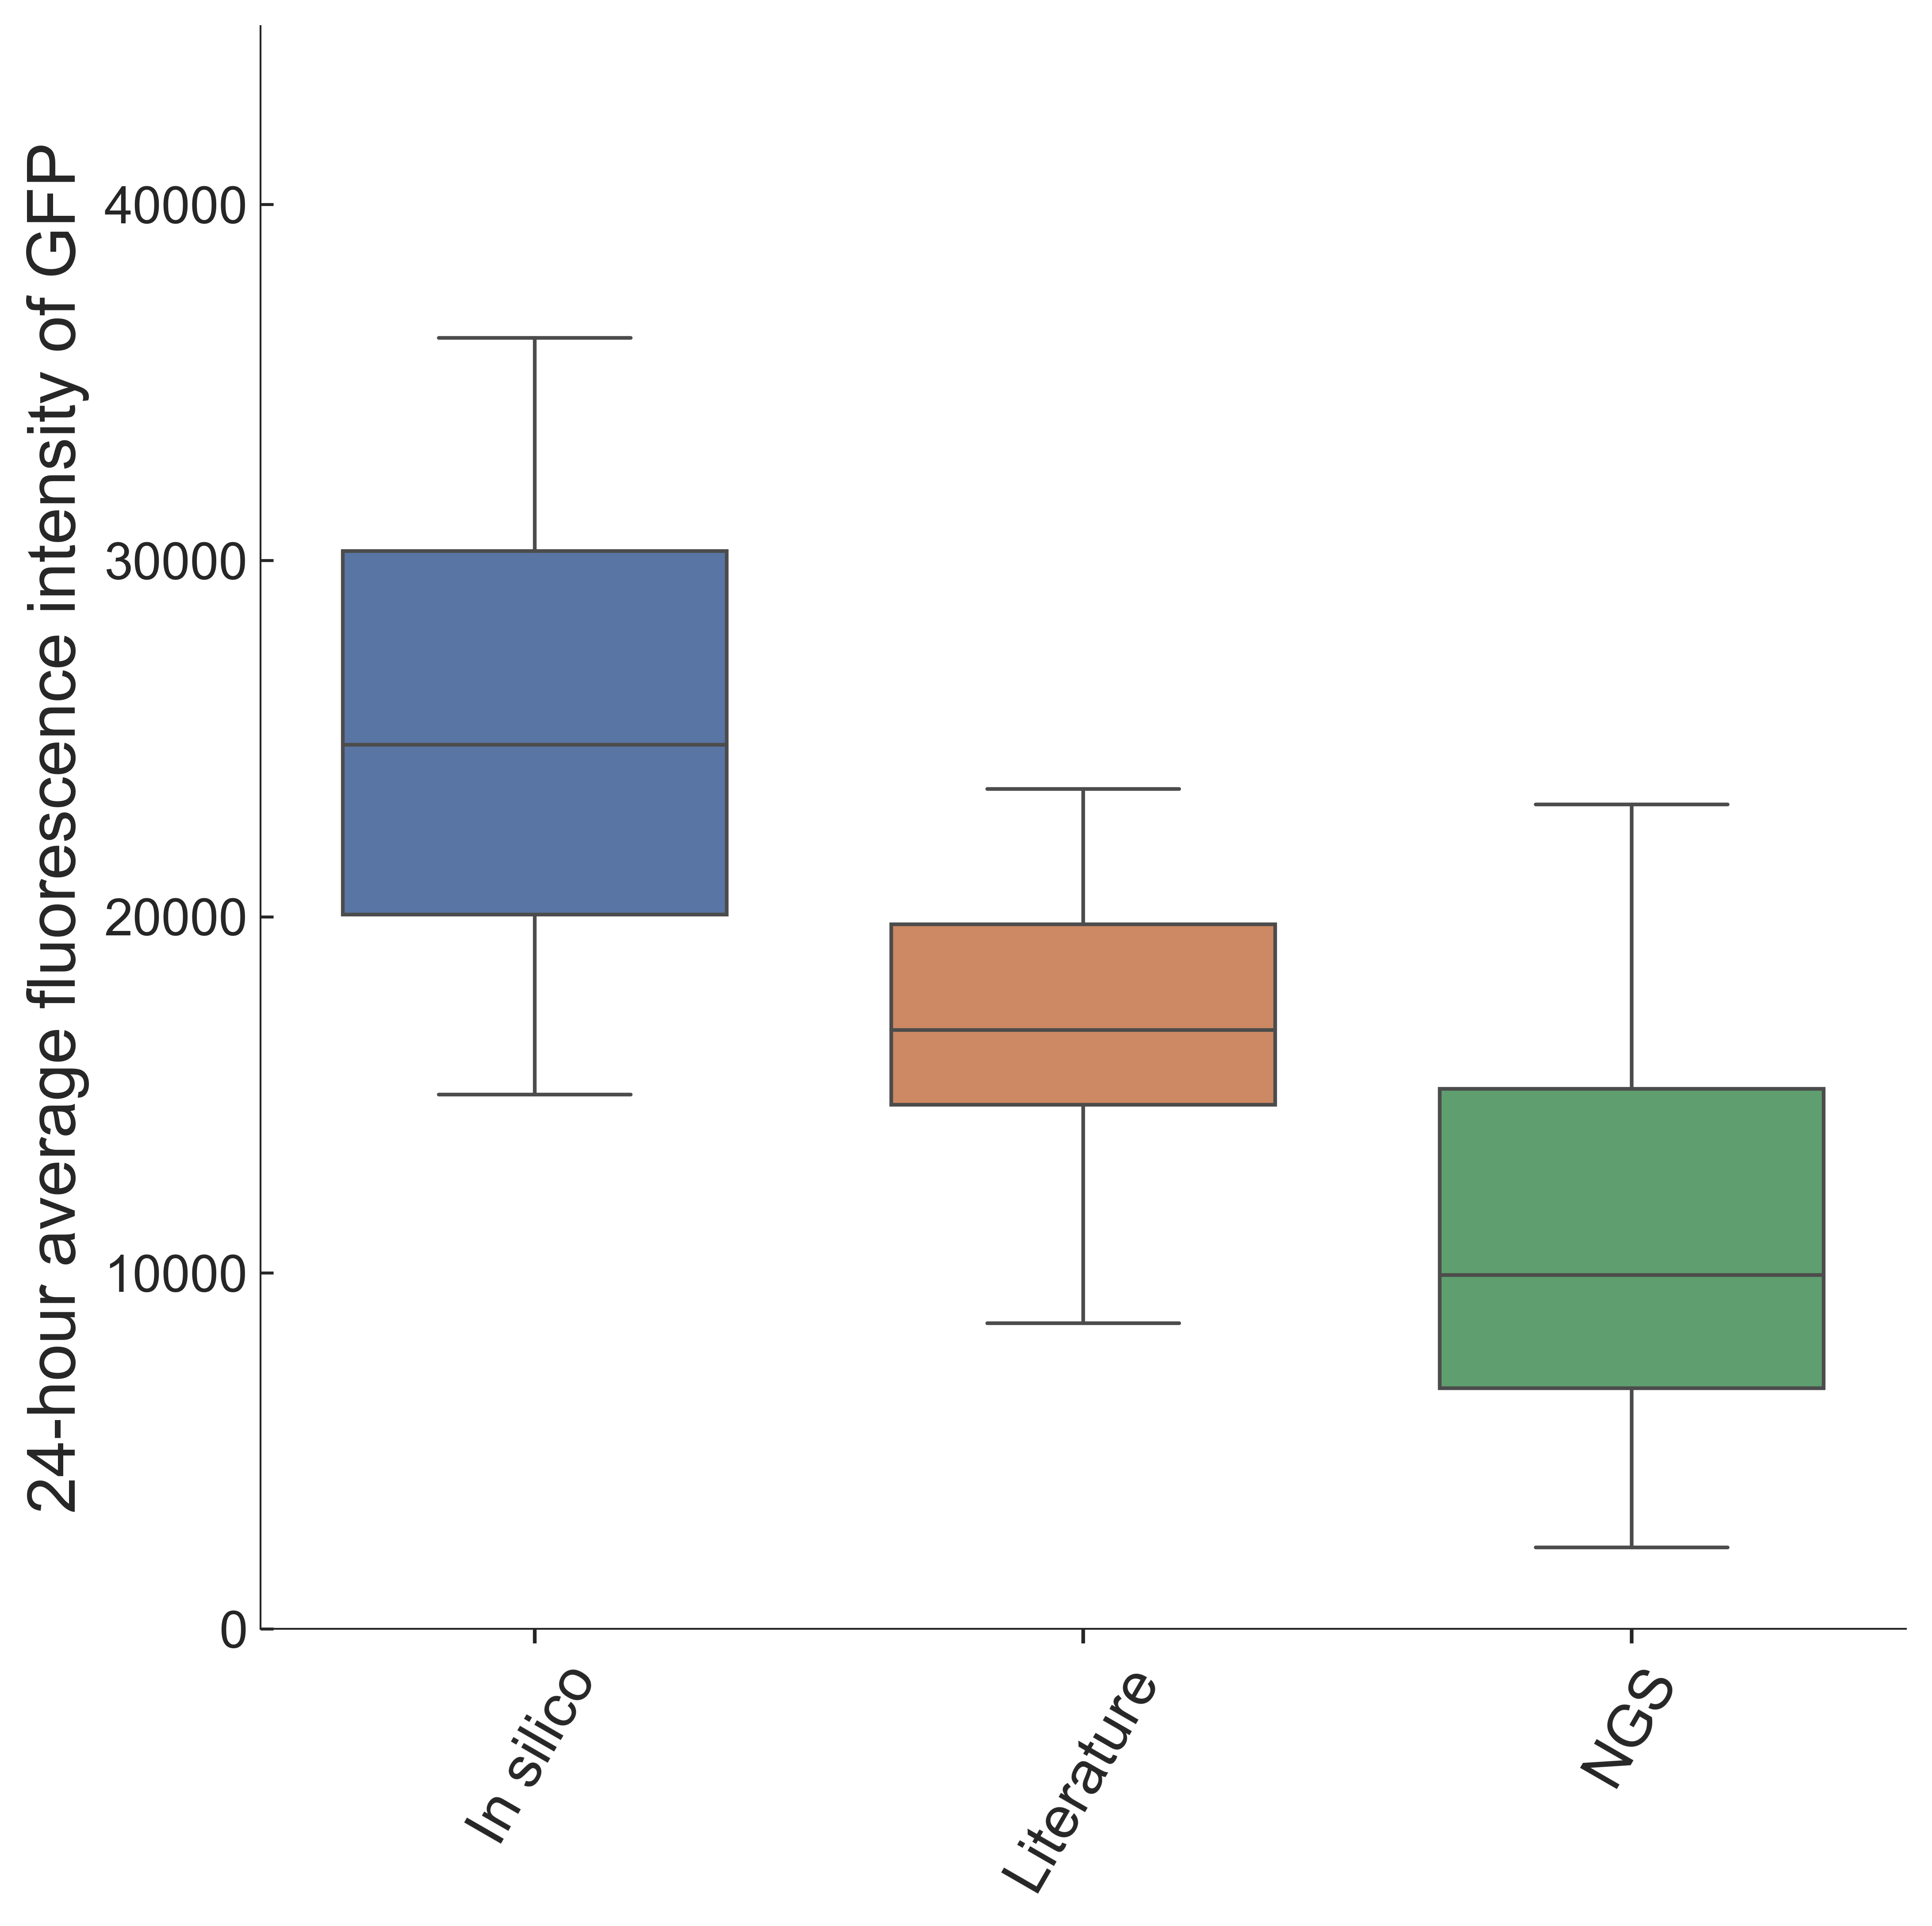 24-hour average fluorescence intensity of GFP
40000
30000
20000
10000
0
In silico
Literature
NGS